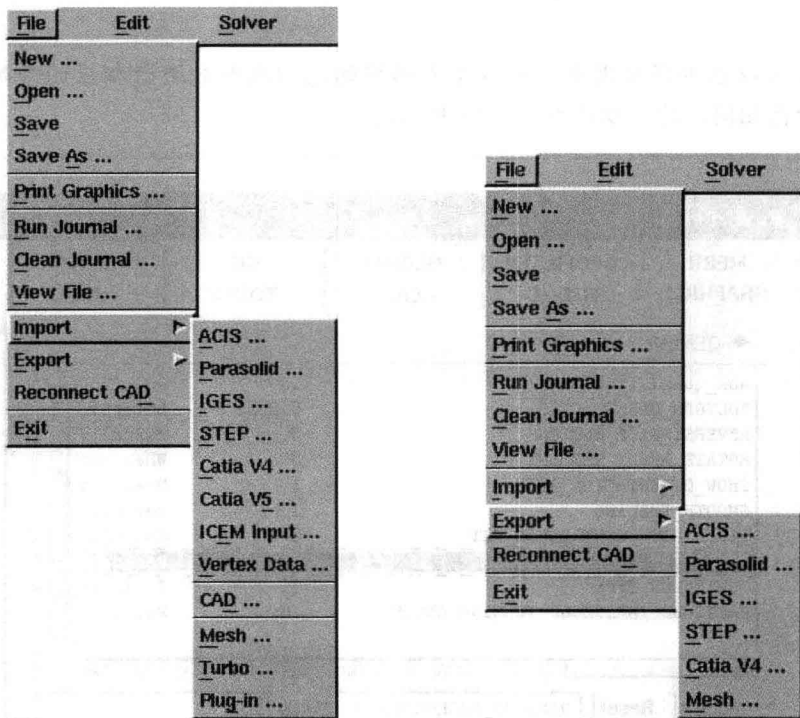 File Edit Solver
New ...
Open ...
Save
Save As ...
Print Graphics ...
Run Journal ...
Clean Journal ...
View File ...
Import
Export
Reconnect CAD
Exit
ACIS ...
Parasolid ...
IGES ...
STEP ...
Catia V4 ...
Catia V5 ...
ICEM Input ...
Vertex Data ...
CAD ...
Mesh ...
Turbo ...
Plug-in ...
File Edit Solver
New ...
Open ...
Save
Save As ...
Print Graphics ...
Run Journal ...
Clean Journal ...
View File ...
Import
Export
Reconnect CAD
Exit
ACIS ...
Parasolid ...
IGES ...
STEP ...
Catia V4 ...
Mesh ...